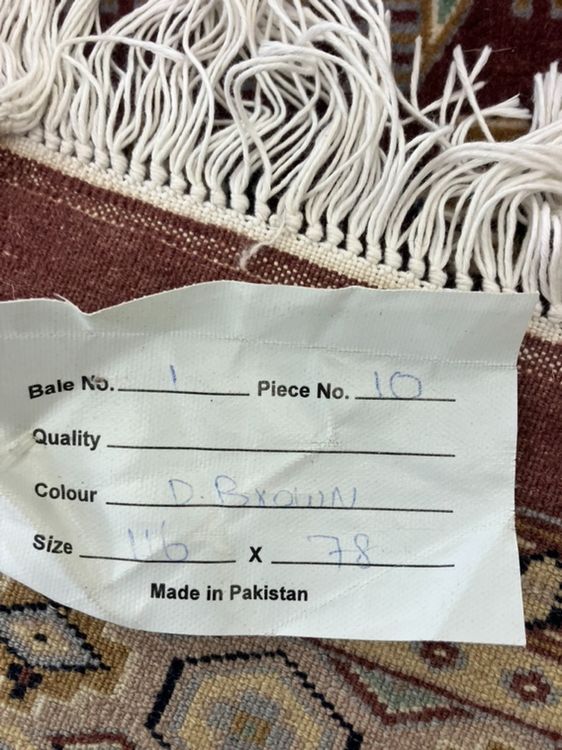 Bale No. 1 Piece No. 10
Quality
Colour D. BROWN
Size 116 X 78
Made in Pakistan